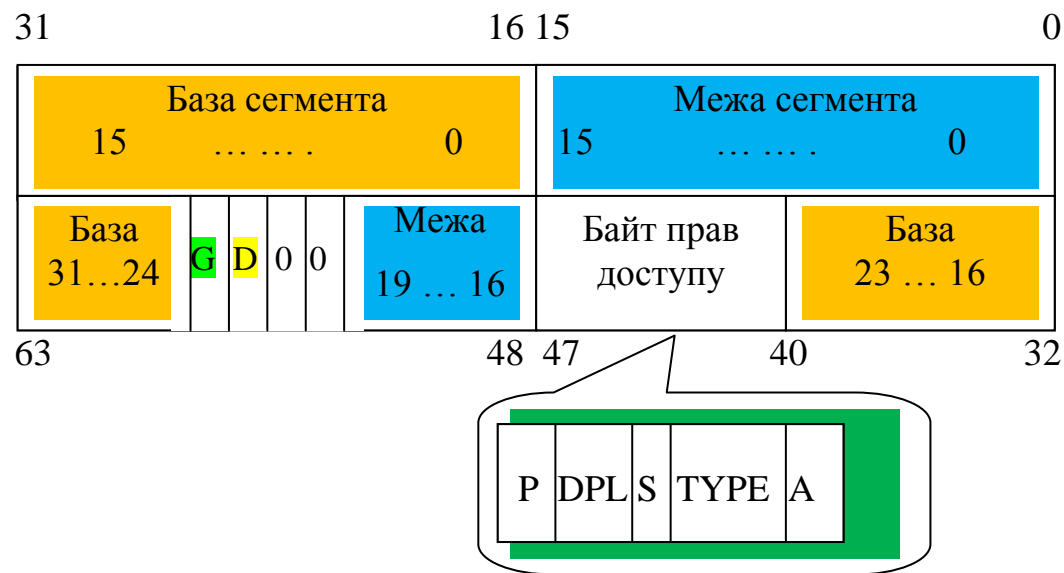 31 16 15 0
База сегмента Межа сегмента
15 … … . 0 15 … … . 0
База G D 0 0 Межа Байт прав База
31…24 19 … 16 доступу 23 … 16
63 48 47 40 32
P DPL S TYPE A